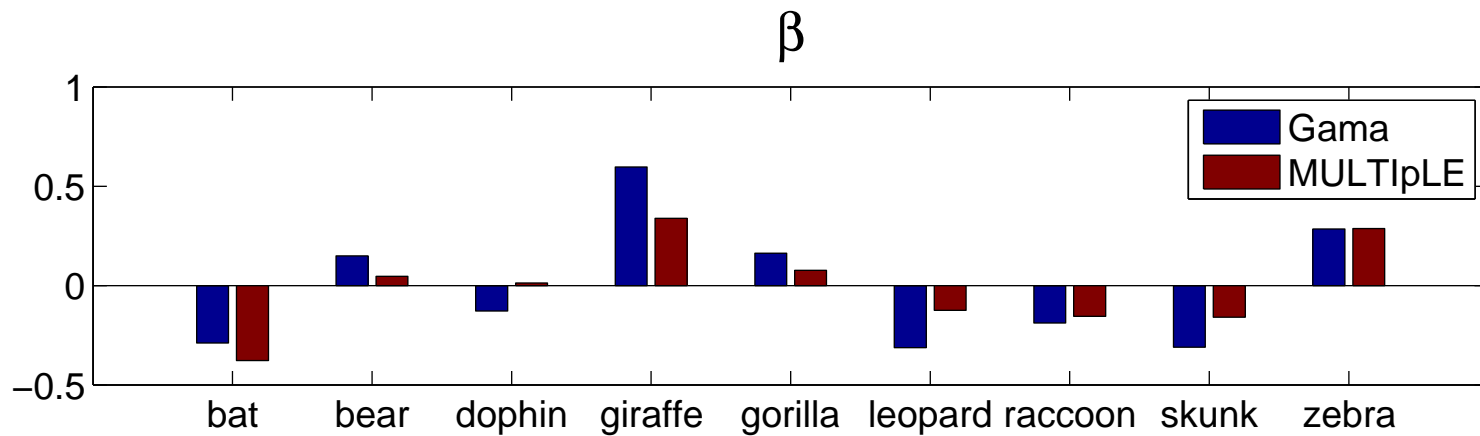 β
1
0.5
0
−0.5
Gama
MULTIpLE
bat bear dophin giraffe gorilla leopard raccoon skunk zebra